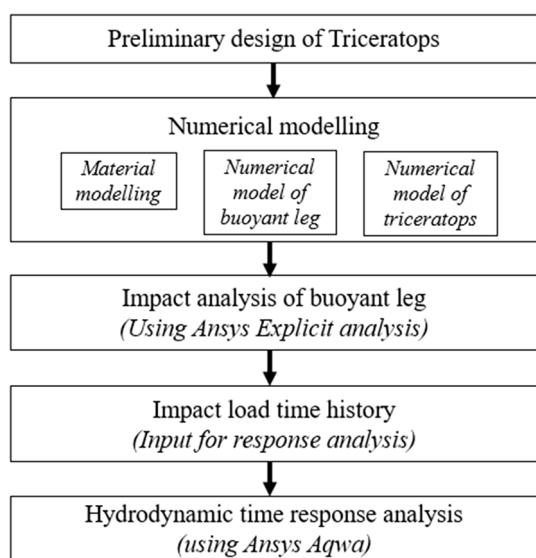 Preliminary design of Triceratops
Numerical modelling
Material
modelling
Numerical
model of
buoyant leg
Numerical
model of
triceratops
Impact analysis of buoyant leg
(Using Ansys Explicit analysis)
Impact load time history
(Input for response analysis)
Hydrodynamic time response analysis
(using Ansys Aqwa)